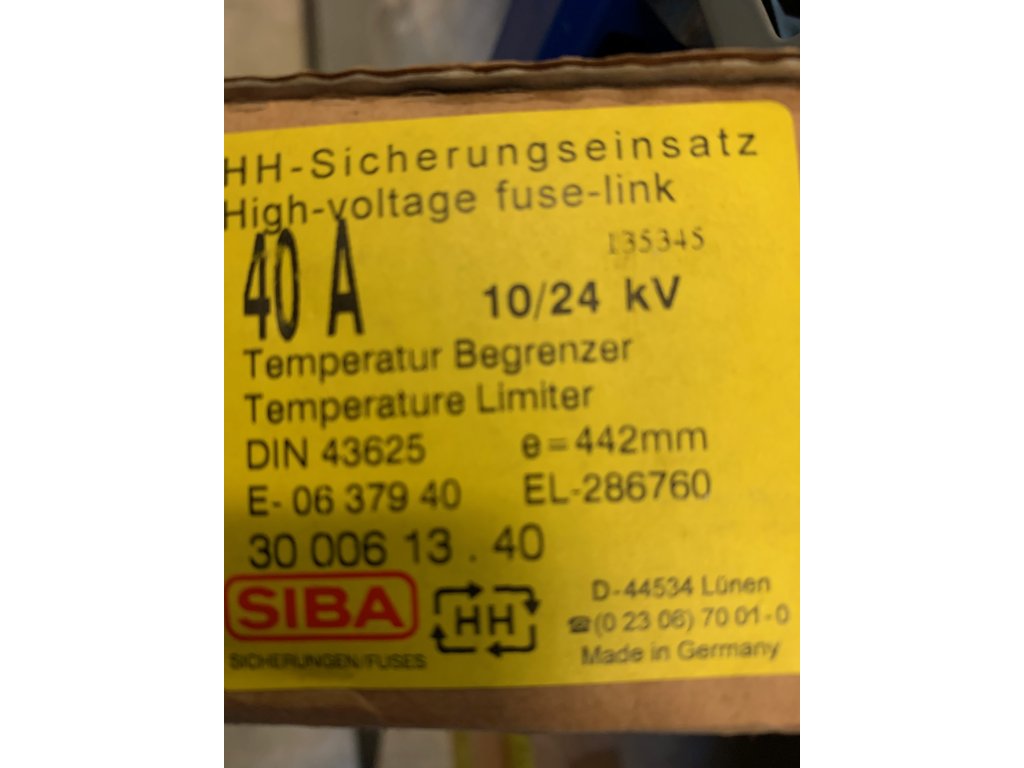 HH-Sicherungseinsatz
High-voltage fuse-link
135345
40 A 10/24 kV
Temperatur Begrenzer
Temperature Limiter
DIN 43625 e=442mm
E- 06 379 40 EL-286760
30 006 13 . 40
SIBA
SICHERUNGEN/FUSES
HH
D-44534 Lünen
☎(0 23 06) 70 01-0
Made in Germany